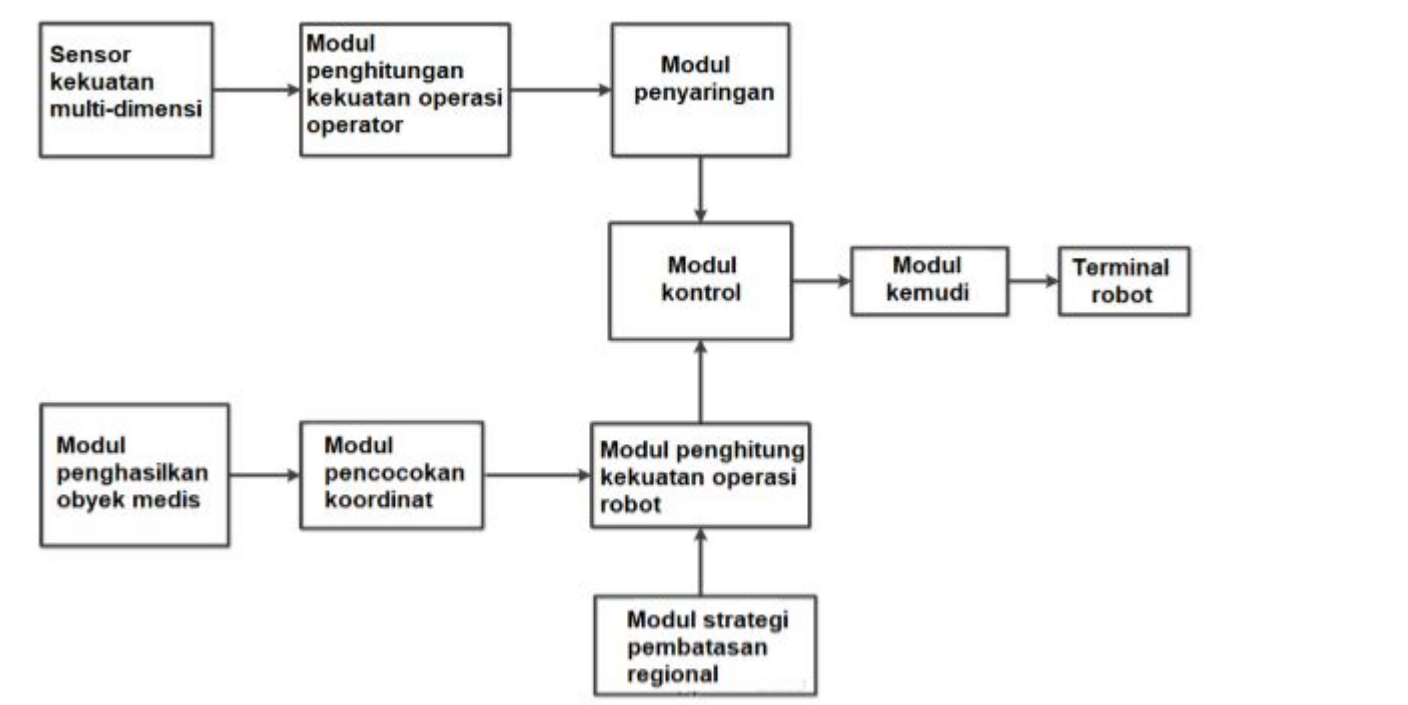 Sensor
kekuatan
multi-dimensi
Modul
penghitungan
kekuatan operasi
operator
Modul
penyaringan
Modul
kontrol
Modul
kemudi
Terminal
robot
Modul
penghasilkan
obyek medis
Modul
pencocokan
koordinat
Modul penghitung
kekuatan operasi
robot
Modul strategi
pembatasan
regional